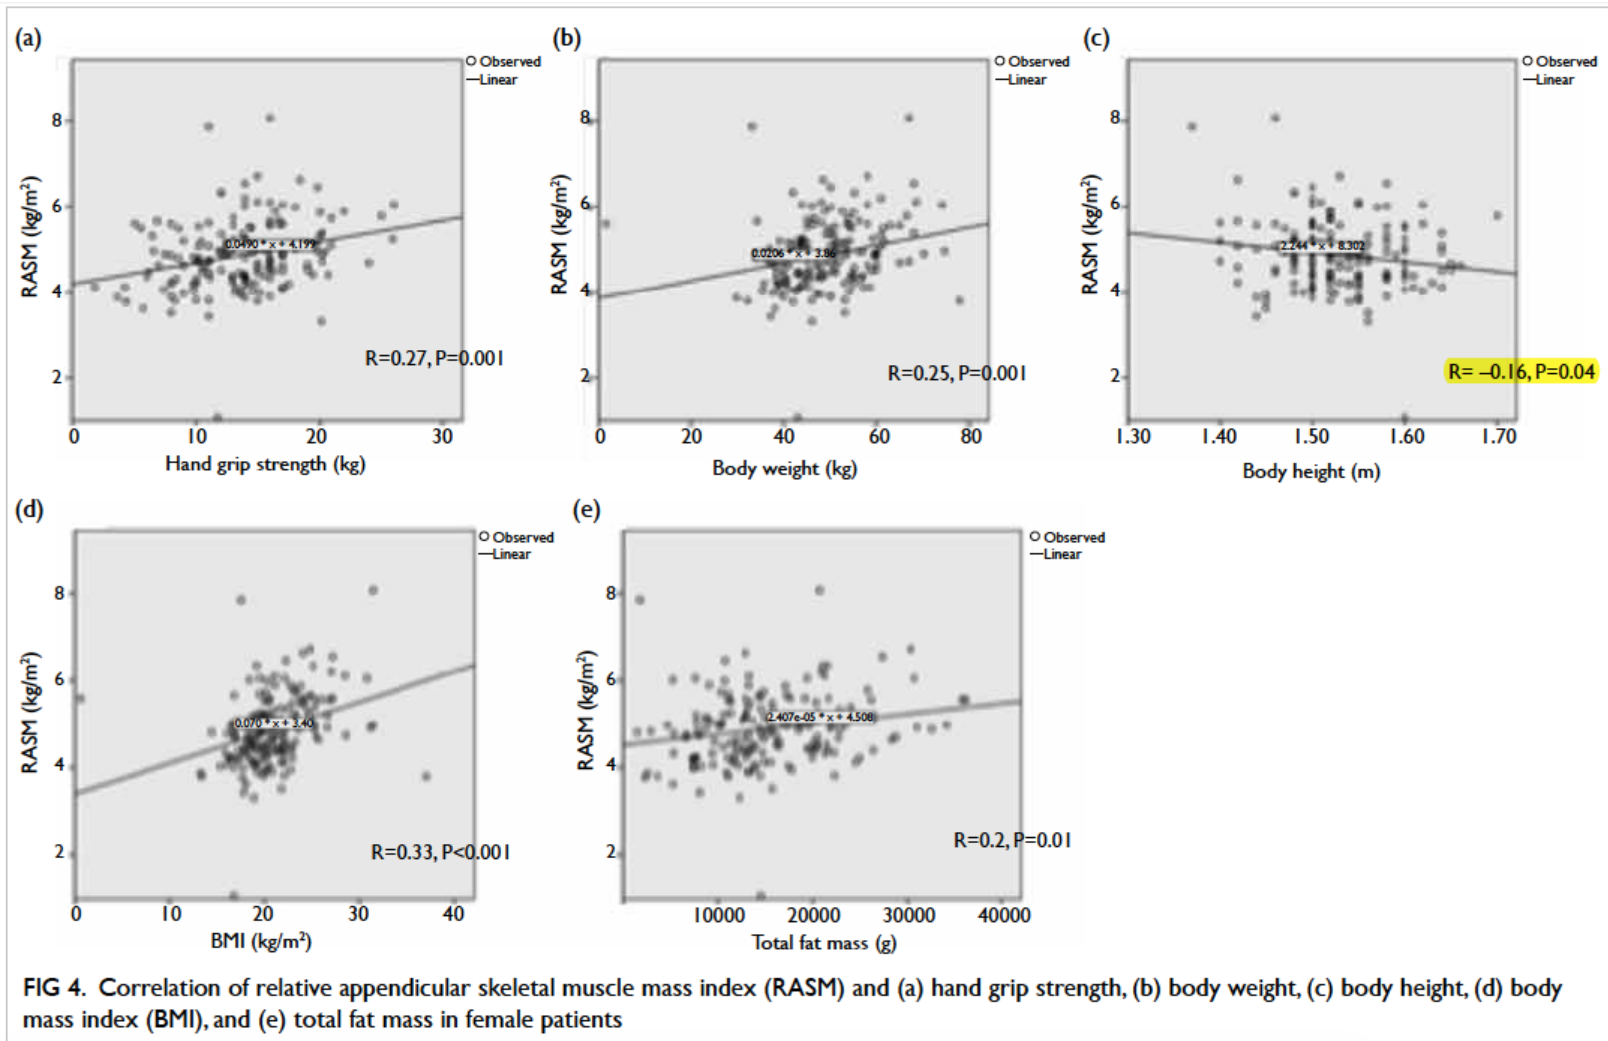 (a)
Observed
Linear
8
6
4
2
RASM (kg/m²)
0.0490 * x + 4.199
R=0.27, P=0.001
0 10 20 30
Hand grip strength (kg)
(b)
Observed
Linear
8
6
4
2
RASM (kg/m²)
0.0206 * x + 3.86
R=0.25, P=0.001
0 20 40 60 80
Body weight (kg)
(c)
Observed
Linear
8
6
4
2
RASM (kg/m²)
2.244 * x + 8.302
R= –0.16, P=0.04
1.30 1.40 1.50 1.60 1.70
Body height (m)
(d)
Observed
Linear
8
6
4
2
RASM (kg/m²)
0.070 * x + 3.40
R=0.33, P<0.001
0 10 20 30 40
BMI (kg/m²)
(e)
Observed
Linear
8
6
4
2
RASM (kg/m²)
2.407e-05 * x + 4.508
R=0.2, P=0.01
10000 20000 30000 40000
Total fat mass (g)
FIG 4. Correlation of relative appendicular skeletal muscle mass index (RASM) and (a) hand grip strength, (b) body weight, (c) body height, (d) body
mass index (BMI), and (e) total fat mass in female patients